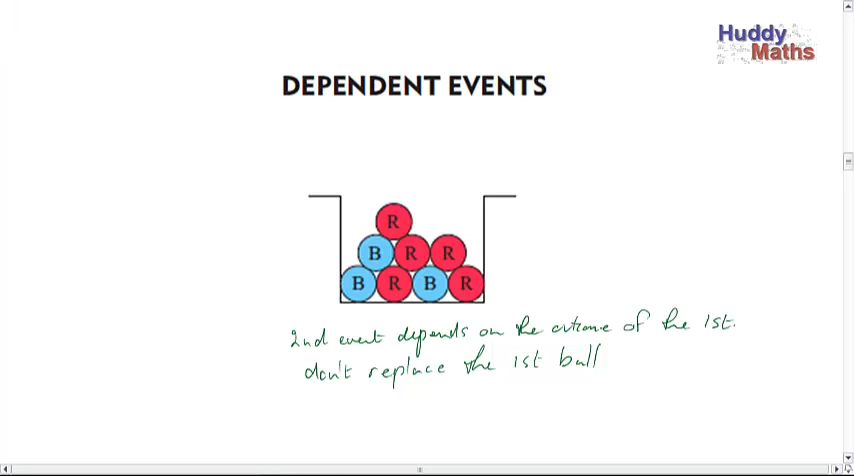 Huddy
Maths
DEPENDENT EVENTS
R
B R R
B R B R
2nd event depends on the outcome of the 1st.
don't replace the 1st ball